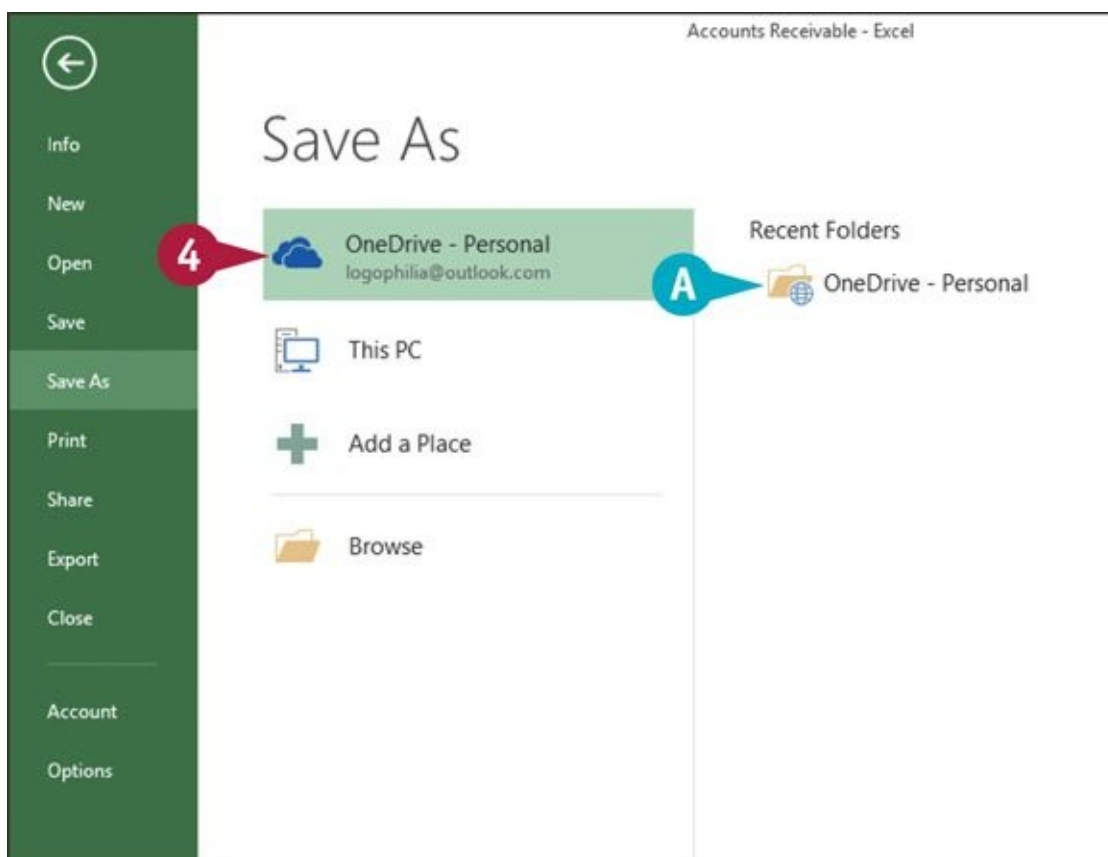 Accounts Receivable - Excel
Info
New
Open
Save
Save As
Print
Share
Export
Close
Account
Options
Save As
4
OneDrive - Personal
logophilia@outlook.com
This PC
Add a Place
Browse
Recent Folders
A
OneDrive - Personal